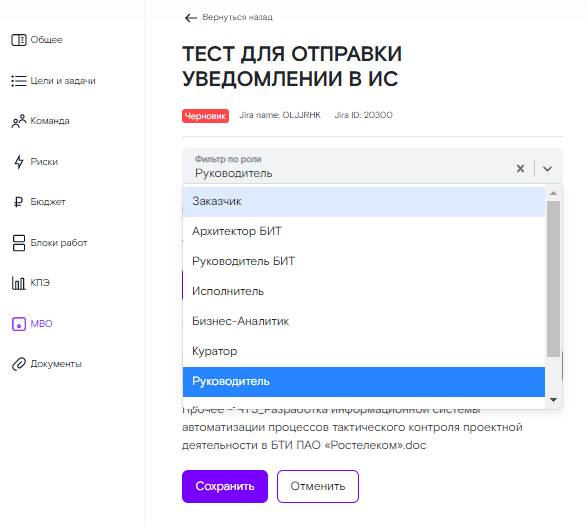 Вернуться назад
Общее
Цели и задачи
Команда
Риски
Бюджет
Блоки работ
КПЭ
МВО
Документы
ТЕСТ ДЛЯ ОТПРАВКИ
УВЕДОМЛЕНИИ В ИС
Черновик Jira name: OLJJRHK Jira ID: 20300
Фильтр по роли
Руководитель
Заказчик
Архитектор БИТ
Руководитель БИТ
Исполнитель
Бизнес-Аналитик
Куратор
Руководитель
Прочее - ЧТЗ_Разработка информационной системы
автоматизации процессов тактического контроля проектной
деятельности в БТИ ПАО «Ростелеком».doc
Сохранить
Отменить